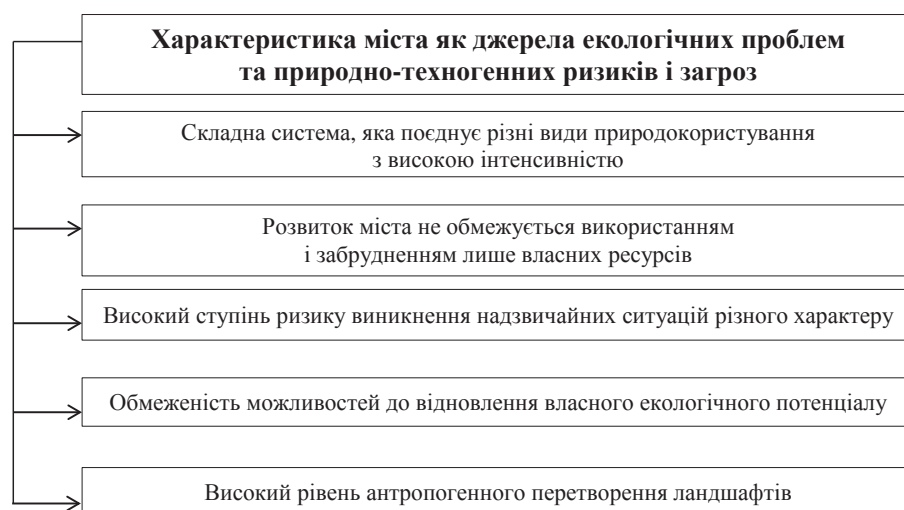 Характеристика міста як джерела екологічних проблем
та природно-техногенних ризиків і загроз
Складна система, яка поєднує різні види природокористування
з високою інтенсивністю
Розвиток міста не обмежується використанням
і забрудненням лише власних ресурсів
Високий ступінь ризику виникнення надзвичайних ситуацій різного характеру
Обмеженість можливостей до відновлення власного екологічного потенціалу
Високий рівень антропогенного перетворення ландшафтів